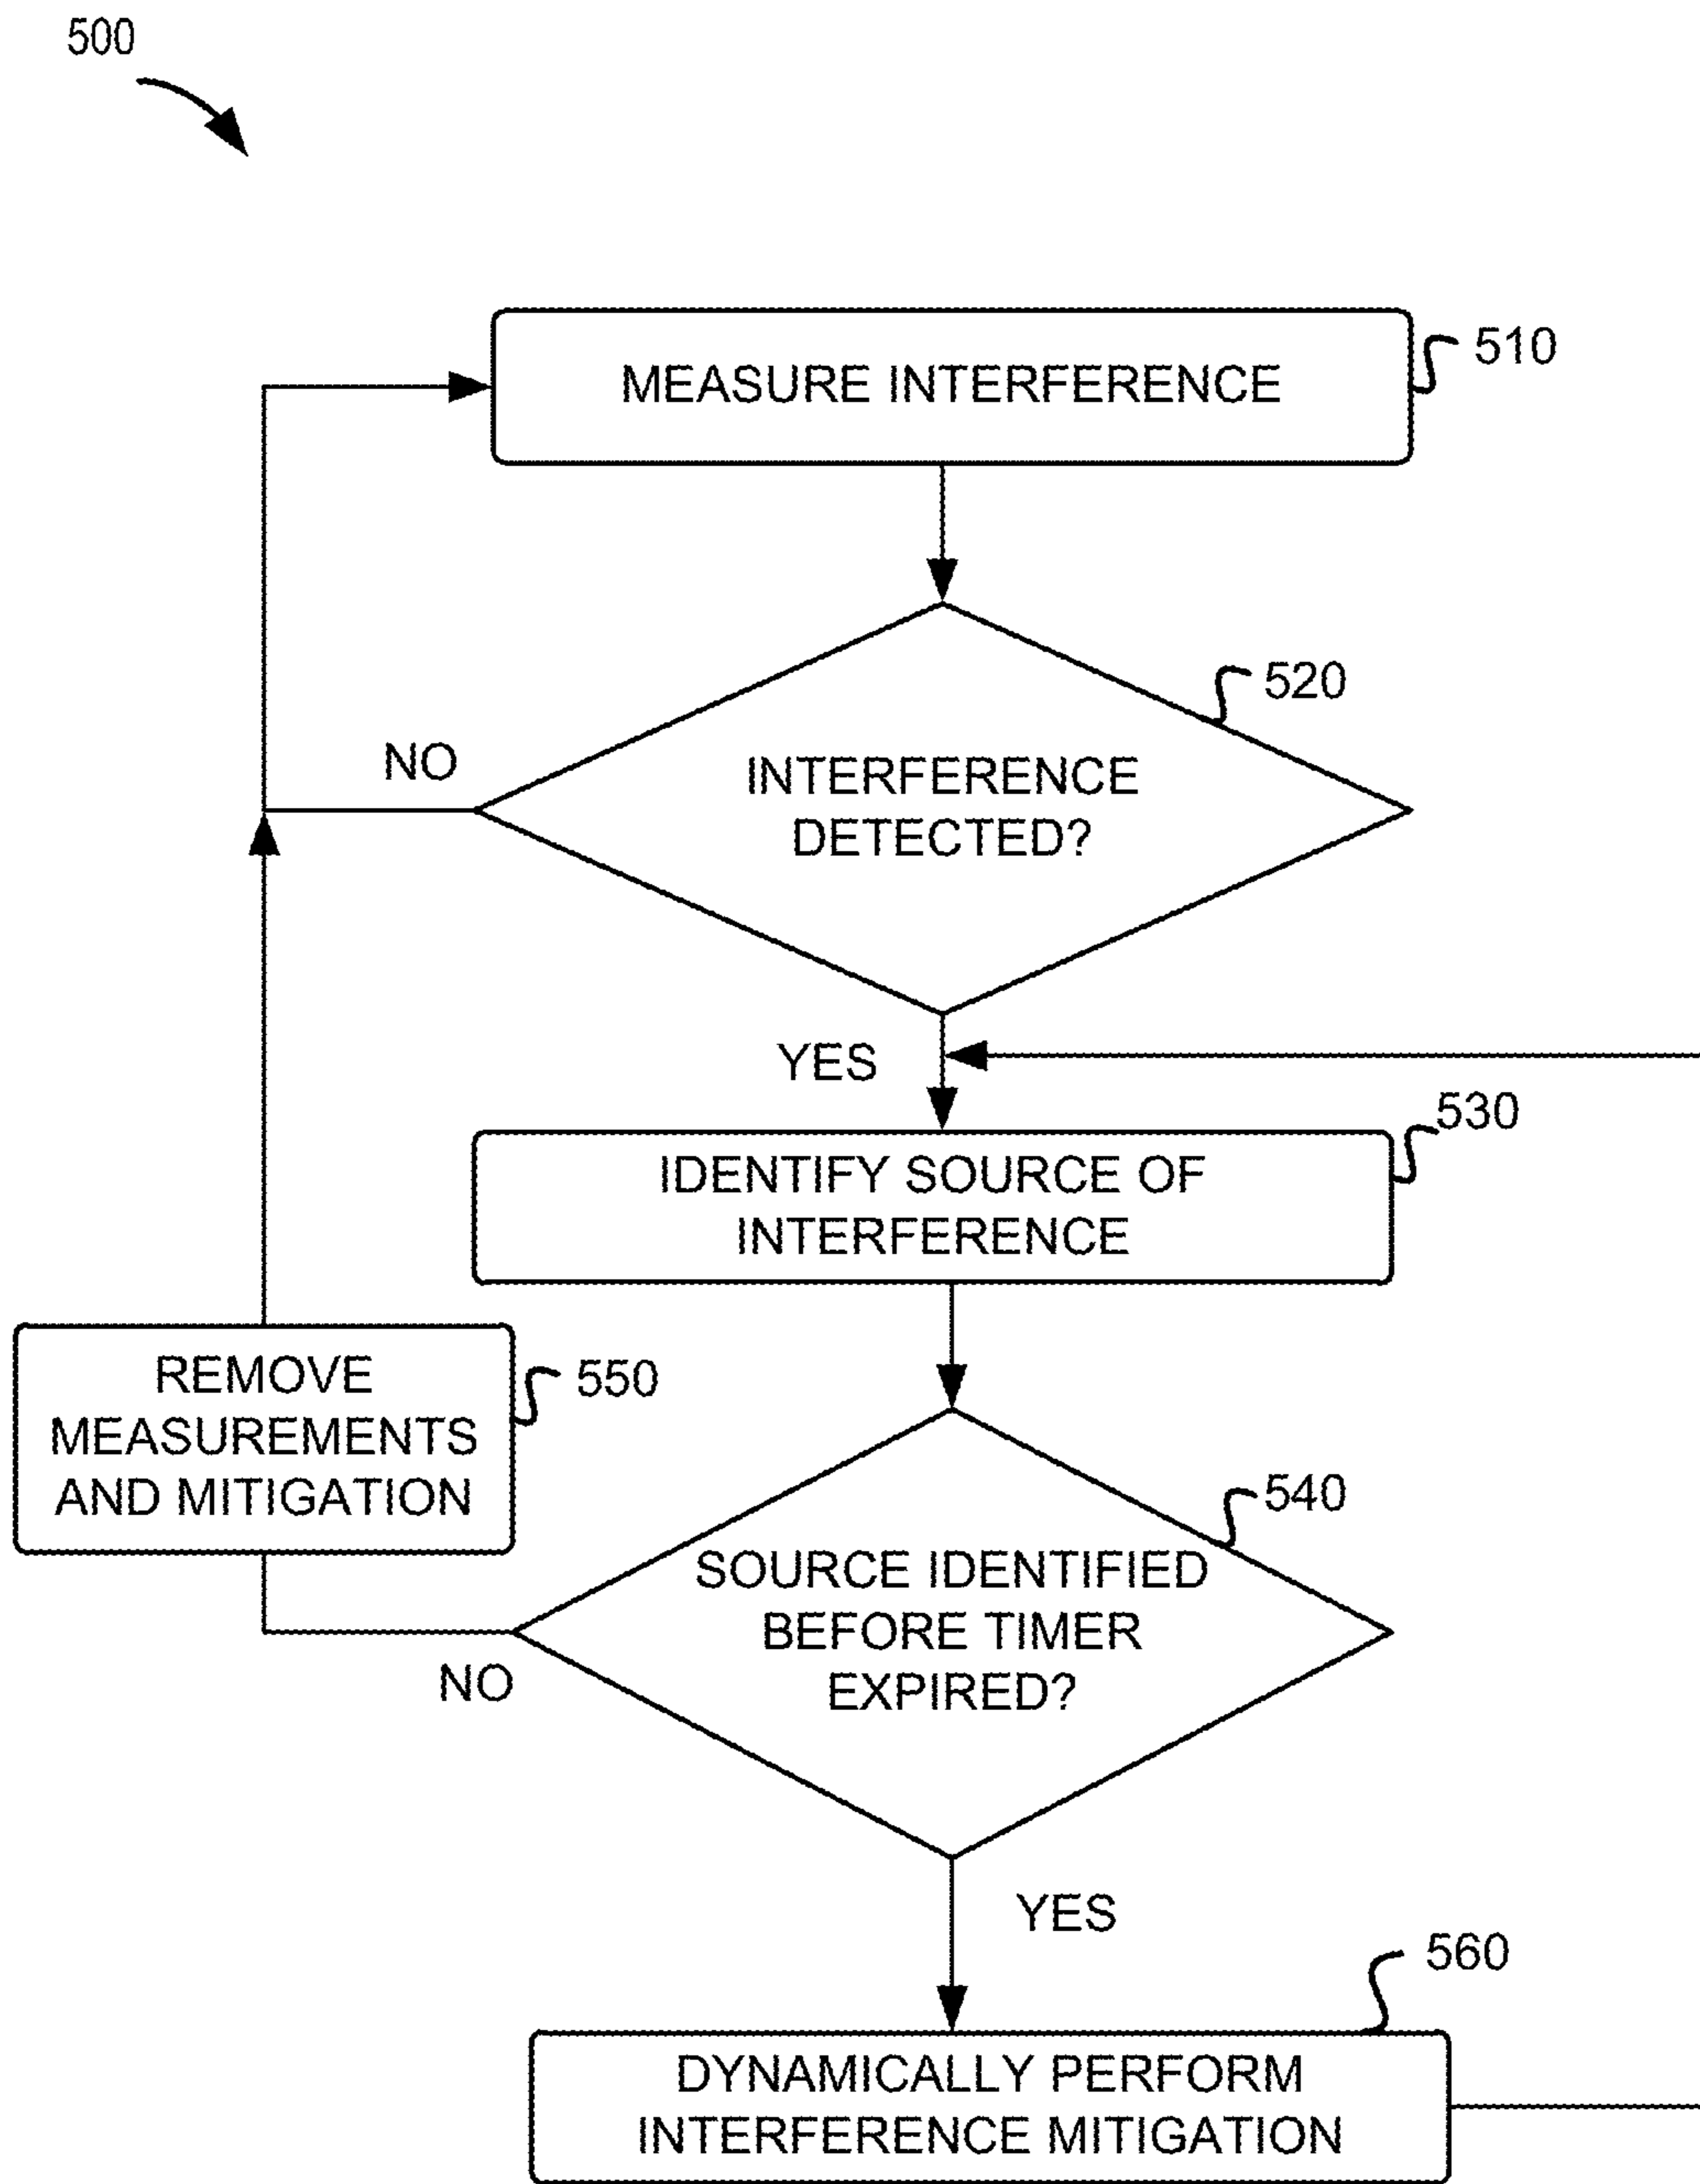 500
MEASURE INTERFERENCE
510
520
INTERFERENCE
DETECTED?
NO
YES
530
IDENTIFY SOURCE OF
INTERFERENCE
REMOVE
MEASUREMENTS
AND MITIGATION
550
540
SOURCE IDENTIFIED
BEFORE TIMER
EXPIRED?
NO
YES
560
DYNAMICALLY PERFORM
INTERFERENCE MITIGATION